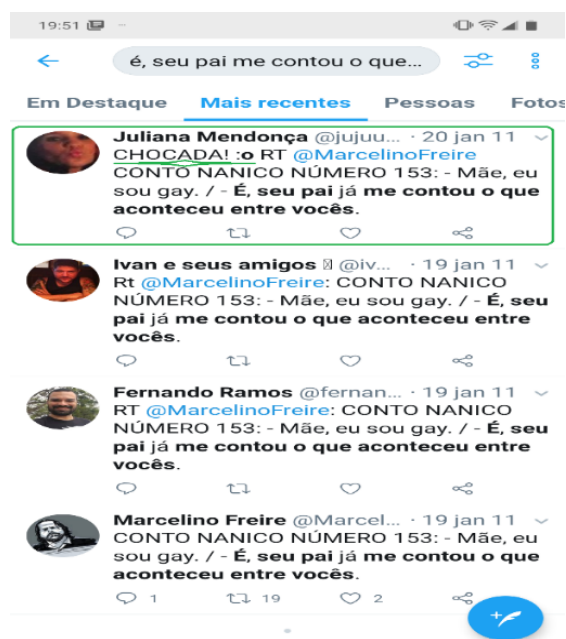 19:51
é, seu pai me contou o que...
Em Destaque Mais recentes Pessoas Fotos
Juliana Mendonça @jujuu... · 20 jan 11
CHOCADA! :o RT @MarcelinoFreire
CONTO NANICO NÚMERO 153: - Mãe, eu
sou gay. / - É, seu pai já me contou o que
aconteceu entre vocês.
Ivan e seus amigos @iv... · 19 jan 11
Rt @MarcelinoFreire: CONTO NANICO
NÚMERO 153: - Mãe, eu sou gay. / - É, seu
pai já me contou o que aconteceu entre
vocês.
Fernando Ramos @fernan... · 19 jan 11
RT @MarcelinoFreire: CONTO NANICO
NÚMERO 153: - Mãe, eu sou gay. / - É, seu
pai já me contou o que aconteceu entre
vocês.
Marcelino Freire @Marcel... · 19 jan 11
CONTO NANICO NÚMERO 153: - Mãe, eu
sou gay. / - É, seu pai já me contou o que
aconteceu entre vocês.
1 19 2